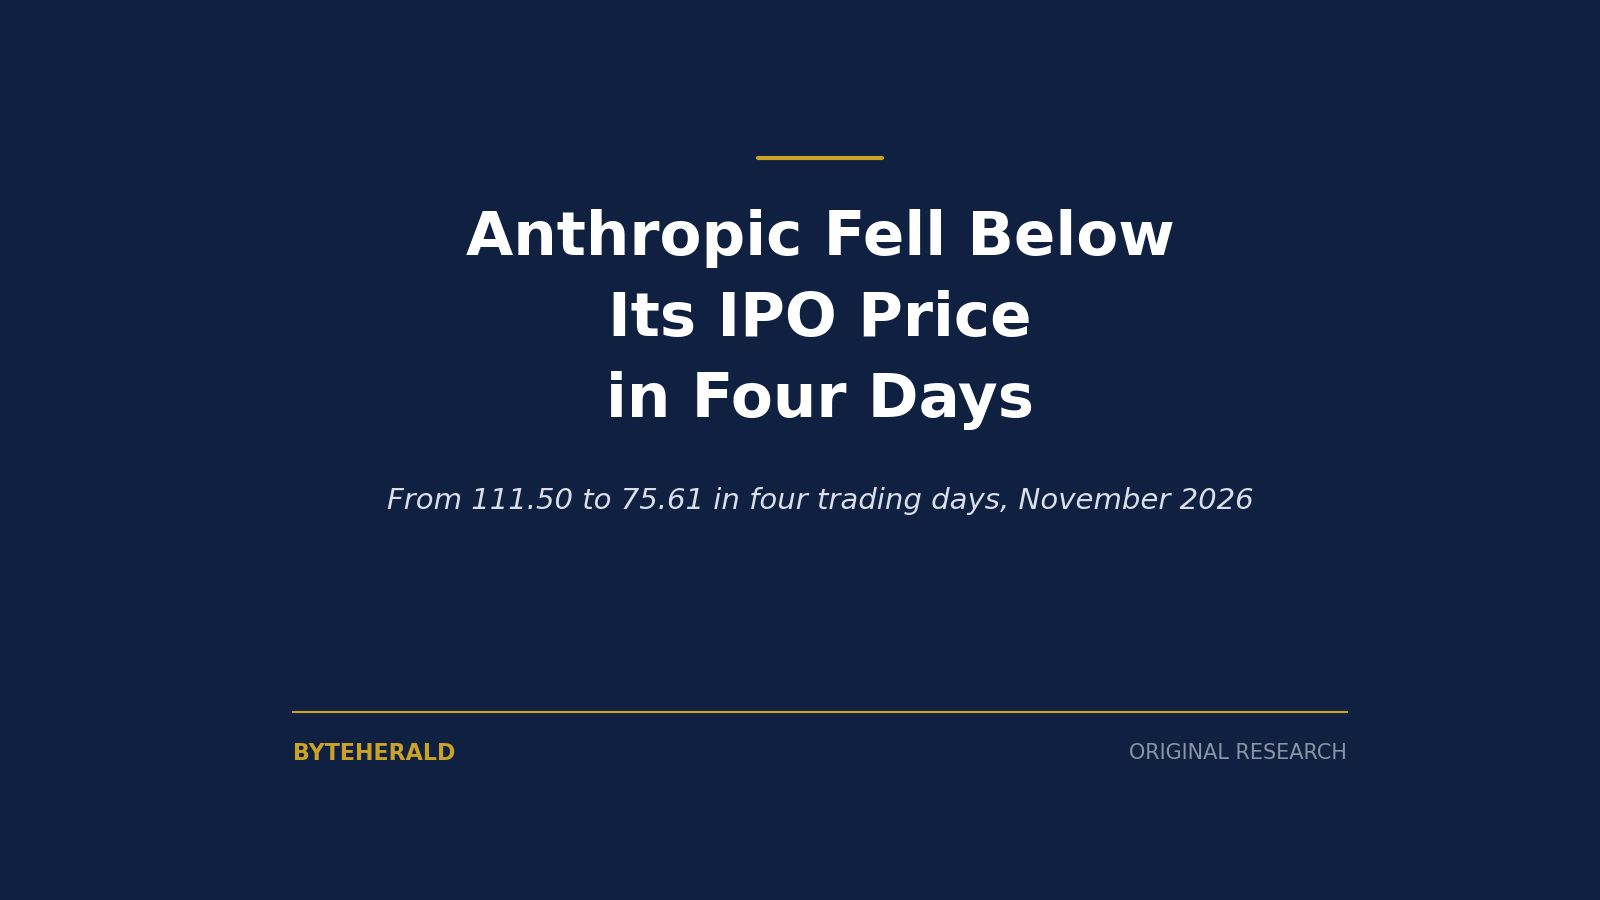 Anthropic Fell Below
Its IPO Price
in Four Days
From 111.50 to 75.61 in four trading days, November 2026
BYTEHERALD
ORIGINAL RESEARCH